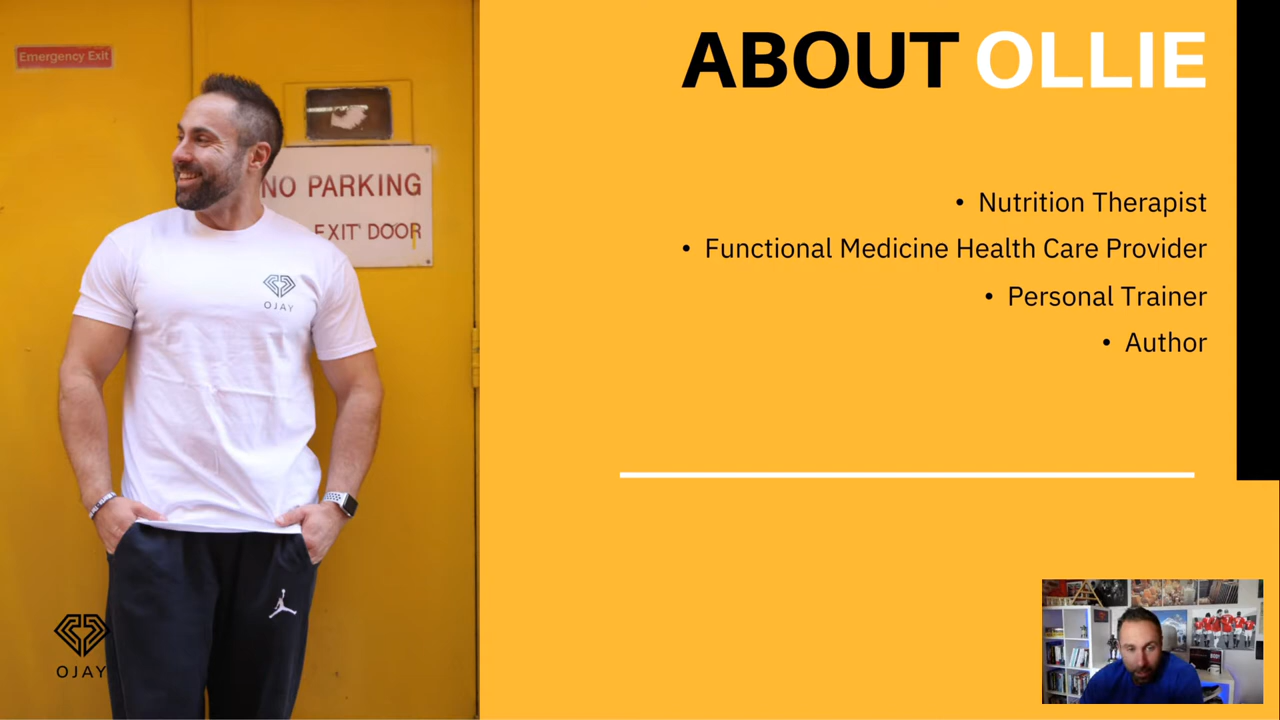 Emergency Exit
NO PARKING
EXIT DOOR
OJAY
OJAY
ABOUT OLLIE
• Nutrition Therapist
• Functional Medicine Health Care Provider
• Personal Trainer
• Author